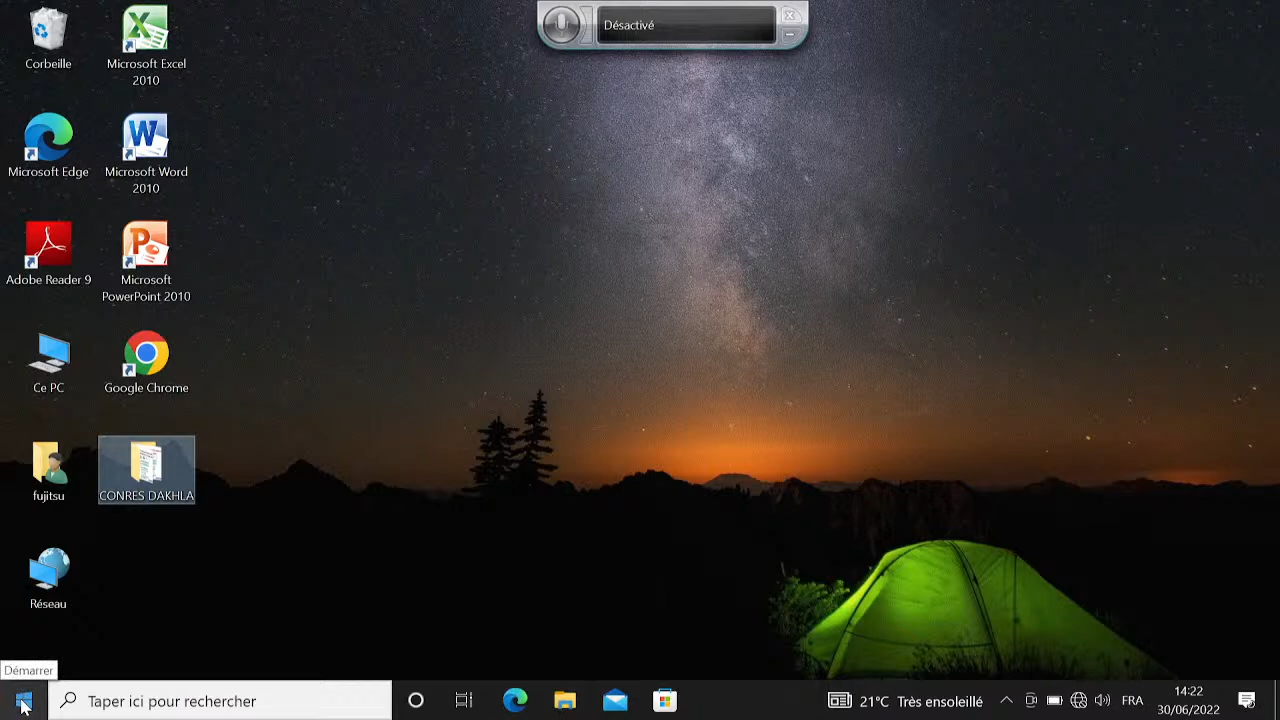 Désactivé
Corbeille
Microsoft Excel
2010
Microsoft Edge
Microsoft Word
2010
Adobe Reader 9
Microsoft
PowerPoint 2010
Ce PC
Google Chrome
fujitsu
CONRES DAKHLA
Réseau
Démarrer
Taper ici pour rechercher
21°C Très ensoleillé
FRA
14:22
30/06/2022